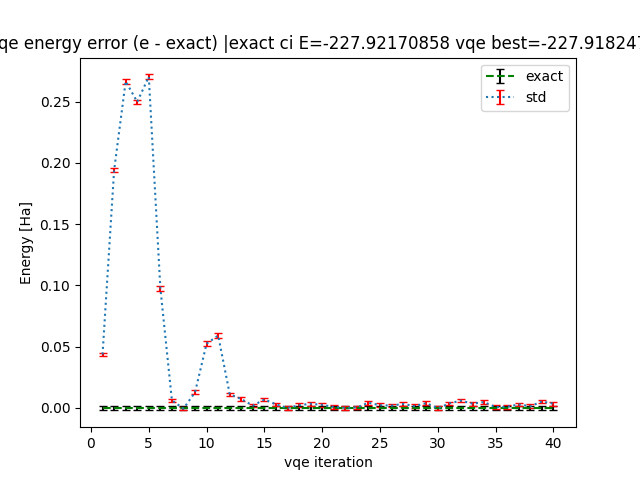 qe energy error (e - exact) |exact ci E=-227.92170858 vqe best=-227.918247
exact
std
Energy [Ha]
0.25
0.20
0.15
0.10
0.05
0.00
0 5 10 15 20 25 30 35 40
vqe iteration